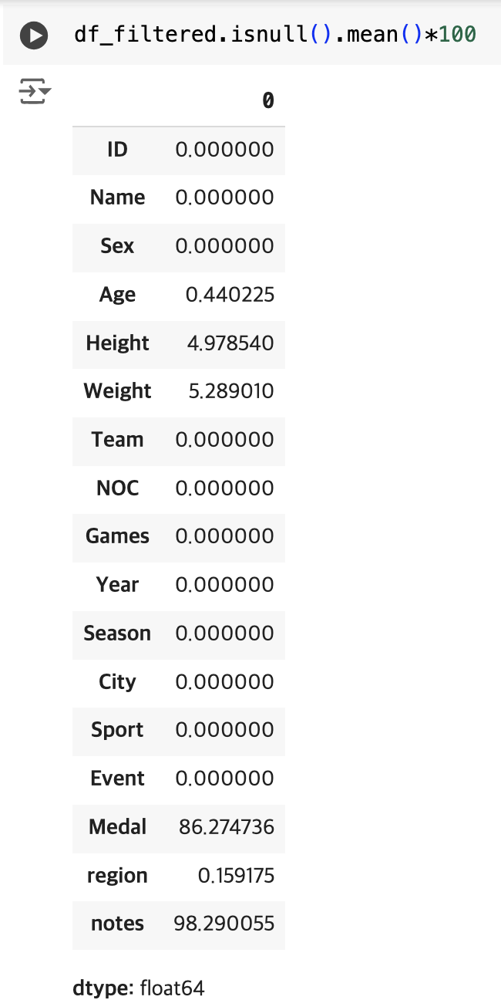 df_filtered.isnull().mean()*100
0
ID 0.000000
Name 0.000000
Sex 0.000000
Age 0.440225
Height 4.978540
Weight 5.289010
Team 0.000000
NOC 0.000000
Games 0.000000
Year 0.000000
Season 0.000000
City 0.000000
Sport 0.000000
Event 0.000000
Medal 86.274736
region 0.159175
notes 98.290055
dtype: float64